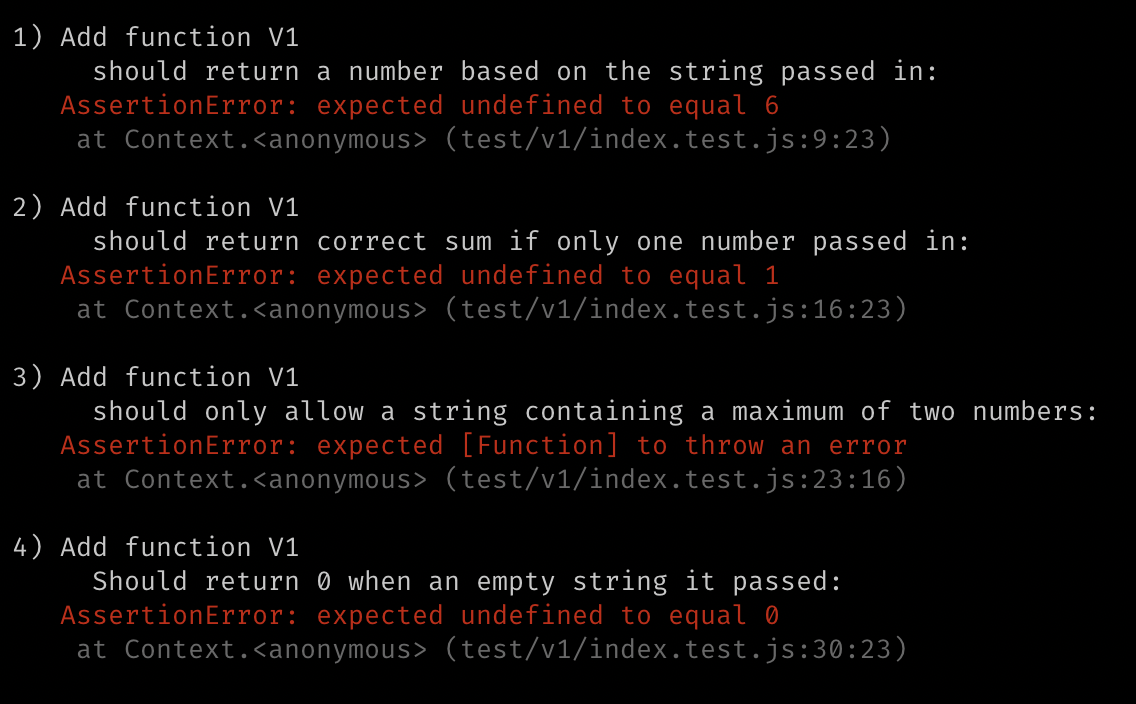 1) Add function V1
should return a number based on the string passed in:
AssertionError: expected undefined to equal 6
at Context.<anonymous> (test/v1/index.test.js:9:23)
2) Add function V1
should return correct sum if only one number passed in:
AssertionError: expected undefined to equal 1
at Context.<anonymous> (test/v1/index.test.js:16:23)
3) Add function V1
should only allow a string containing a maximum of two numbers:
AssertionError: expected [Function] to throw an error
at Context.<anonymous> (test/v1/index.test.js:23:16)
4) Add function V1
Should return 0 when an empty string it passed:
AssertionError: expected undefined to equal 0
at Context.<anonymous> (test/v1/index.test.js:30:23)